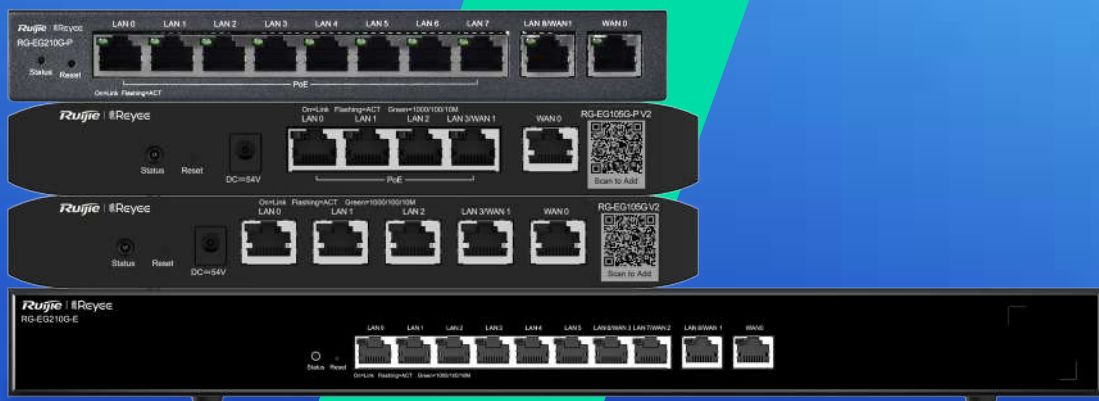 Ruijie | Reyee
RG-EG210G-P
LAN 0 LAN 1 LAN 2 LAN 3 LAN 4 LAN 5 LAN 6 LAN 7 LAN 8/WAN1 WAN 0
Status Reset
PoE
On=Link Flashing=ACT
Ruijie | Reyee
On=Link Flashing=ACT Green=1000/100/10M
LAN 0 LAN 1 LAN 2 LAN 3/WAN 1 WAN 0
RG-EG105G-P V2
Status Reset
DC⎓54V
PoE
Scan to Add
Ruijie | Reyee
On=Link Flashing=ACT Green=1000/100/10M
LAN 0 LAN 1 LAN 2 LAN 3/WAN 1 WAN 0
RG-EG105G V2
Status Reset
DC⎓54V
Scan to Add
Ruijie | Reyee
RG-EG210G-E
LAN 0 LAN 1 LAN 2 LAN 3 LAN 4 LAN 5 LAN 6/WAN 3 LAN 7/WAN 2 LAN 8/WAN 1 WAN0
Status Reset
On=Link Flashing=ACT Green=1000/100/10M